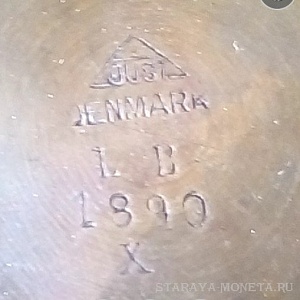 JUST
DENMARK
L B
1890
X
STARAYA-MONETA.RU